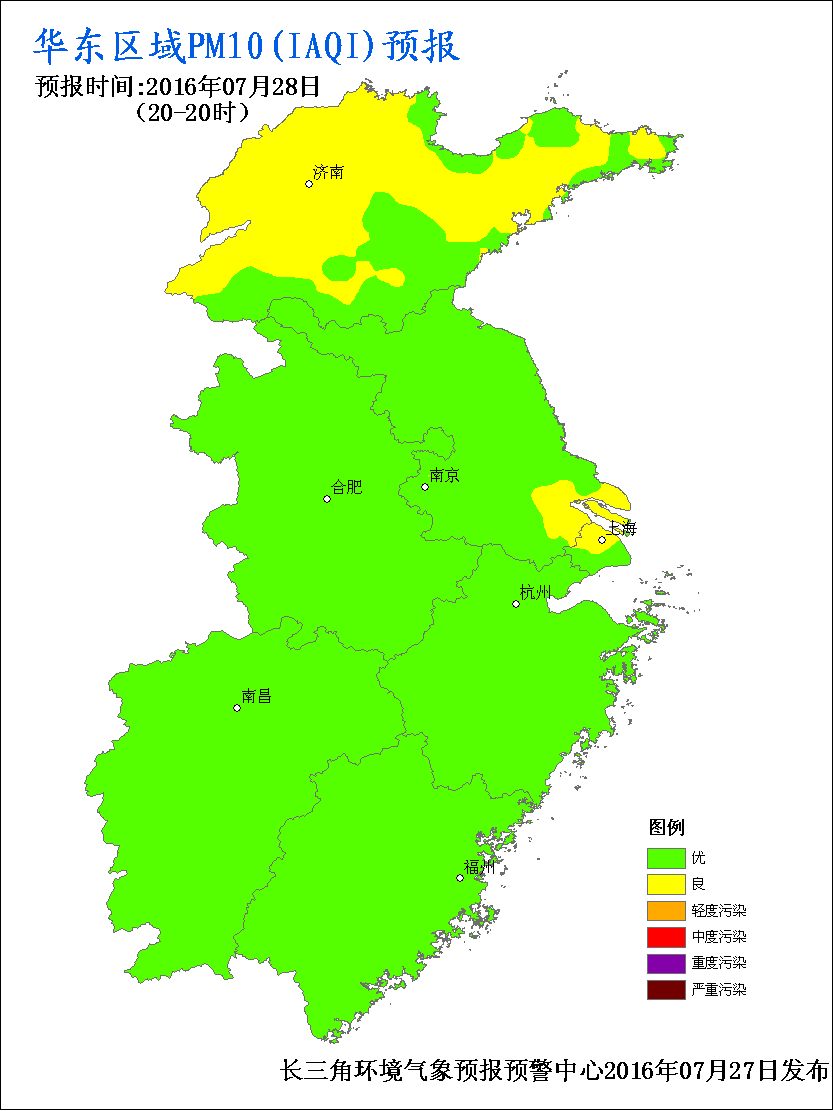 华东区域PM10(IAQI)预报
预报时间:2016年07月28日
（20-20时）
济南
南京
合肥
上海
杭州
南昌
福州
图例
优
良
轻度污染
中度污染
重度污染
严重污染
长三角环境气象预报预警中心2016年07月27日发布